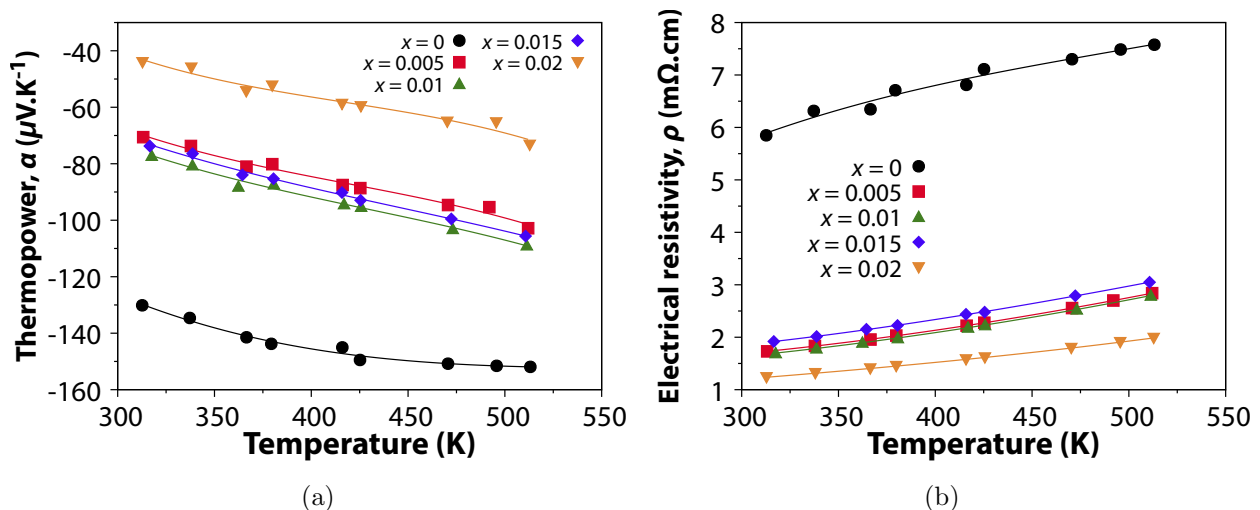 Thermopower, α (μV.K⁻¹)
-40
-60
-80
-100
-120
-140
-160
x = 0
x = 0.015
x = 0.005
x = 0.02
x = 0.01
300 350 400 450 500 550
Temperature (K)
(a)
Electrical resistivity, ρ (mΩ.cm)
8
7
6
5
4
3
2
1
x = 0
x = 0.005
x = 0.01
x = 0.015
x = 0.02
300 350 400 450 500 550
Temperature (K)
(b)